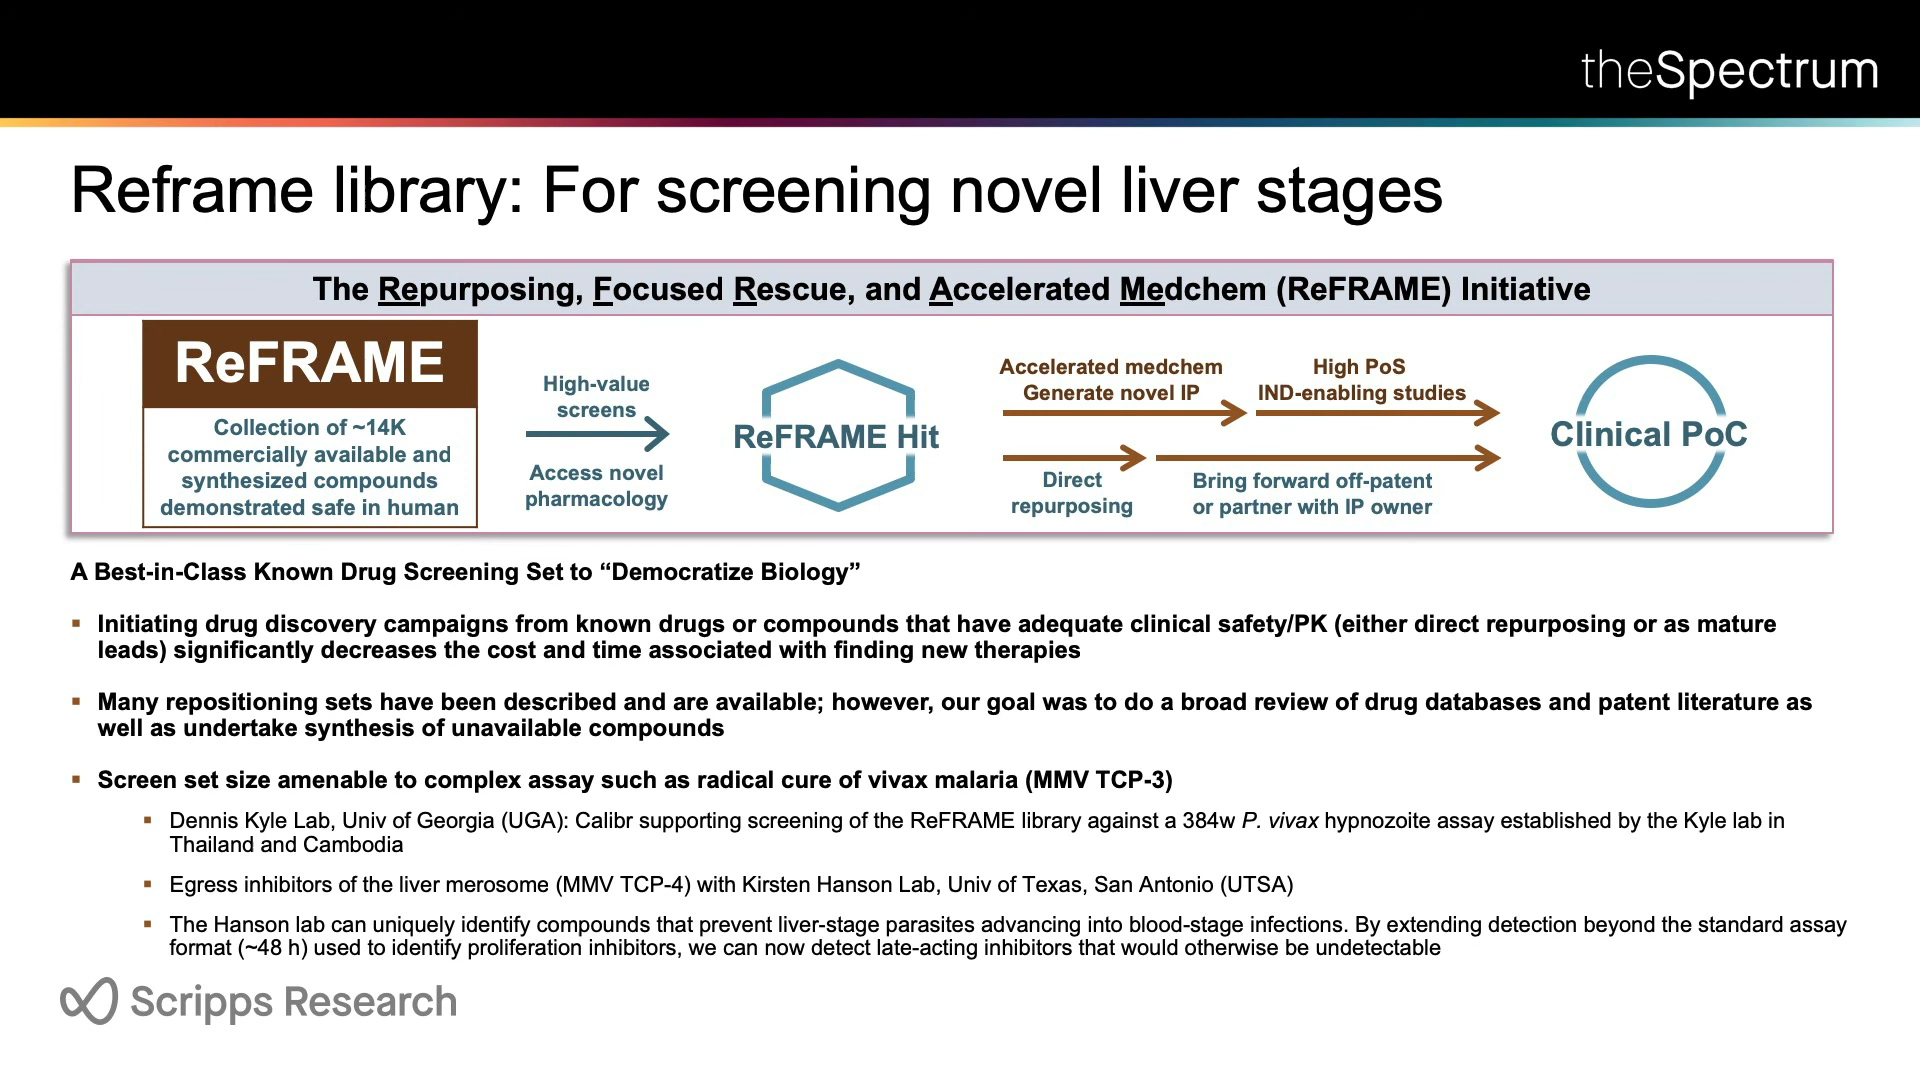 theSpectrum
Reframe library: For screening novel liver stages
The Repurposing, Focused Rescue, and Accelerated Medchem (ReFRAME) Initiative
ReFRAME
Collection of ~14K
commercially available and
synthesized compounds
demonstrated safe in human
High-value
screens
Access novel
pharmacology
ReFRAME Hit
Accelerated medchem
Generate novel IP
High PoS
IND-enabling studies
Direct
repurposing
Bring forward off-patent
or partner with IP owner
Clinical PoC
A Best-in-Class Known Drug Screening Set to “Democratize Biology”
▪ Initiating drug discovery campaigns from known drugs or compounds that have adequate clinical safety/PK (either direct repurposing or as mature
leads) significantly decreases the cost and time associated with finding new therapies
▪ Many repositioning sets have been described and are available; however, our goal was to do a broad review of drug databases and patent literature as
well as undertake synthesis of unavailable compounds
▪ Screen set size amenable to complex assay such as radical cure of vivax malaria (MMV TCP-3)
▪ Dennis Kyle Lab, Univ of Georgia (UGA): Calibr supporting screening of the ReFRAME library against a 384w P. vivax hypnozoite assay established by the Kyle lab in
Thailand and Cambodia
▪ Egress inhibitors of the liver merosome (MMV TCP-4) with Kirsten Hanson Lab, Univ of Texas, San Antonio (UTSA)
▪ The Hanson lab can uniquely identify compounds that prevent liver-stage parasites advancing into blood-stage infections. By extending detection beyond the standard assay
format (~48 h) used to identify proliferation inhibitors, we can now detect late-acting inhibitors that would otherwise be undetectable
Scripps Research